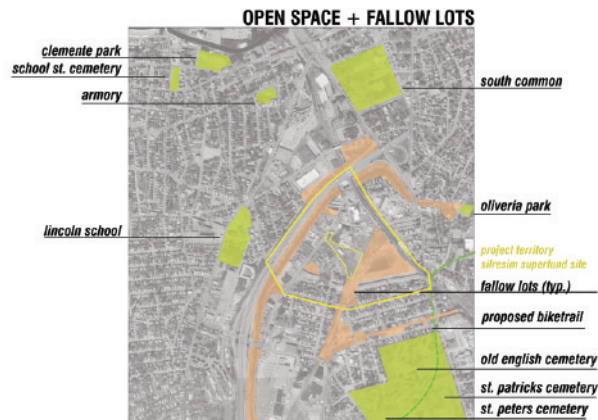 OPEN SPACE + FALLOW LOTS
clemente park
school st. cemetery
armory
south common
lincoln school
oliveria park
project territory
silresim superfund site
fallow lots (typ.)
proposed biketrail
old english cemetery
st. patricks cemetery
st. peters cemetery